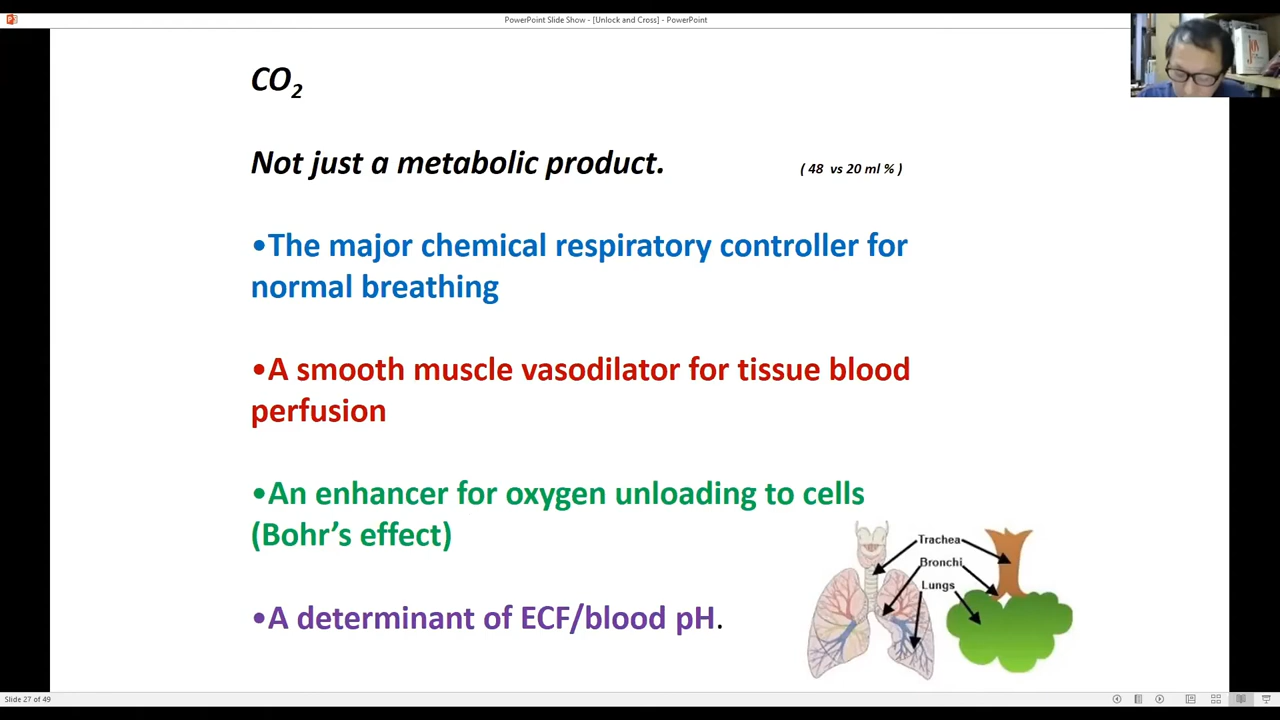 PowerPoint Slide Show - [Unlock and Cross] - PowerPoint
CO₂
Not just a metabolic product. ( 48 vs 20 ml % )
•The major chemical respiratory controller for
normal breathing
•A smooth muscle vasodilator for tissue blood
perfusion
•An enhancer for oxygen unloading to cells
(Bohr’s effect)
Trachea
Bronchi
Lungs
•A determinant of ECF/blood pH.
Slide 27 of 49